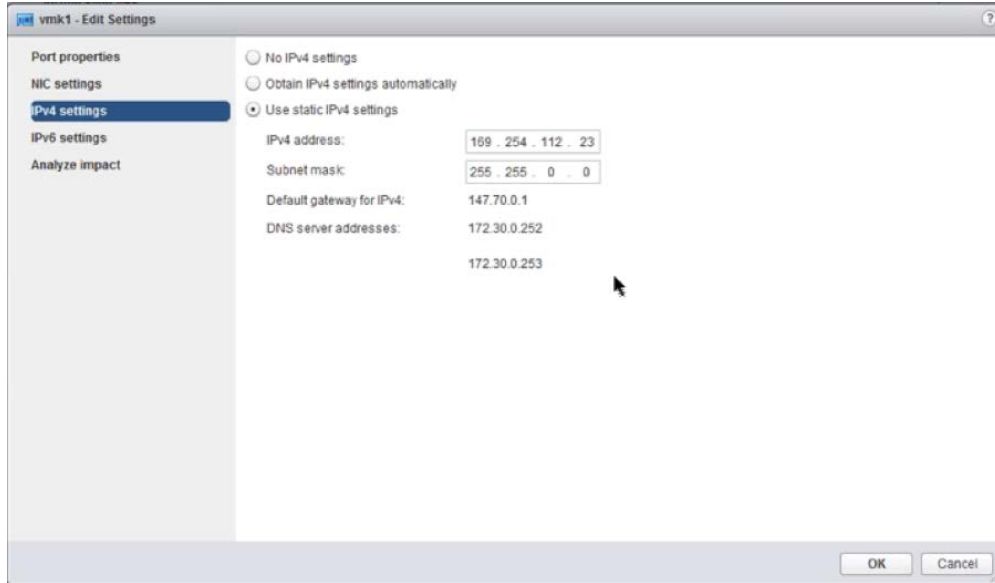 vmk1 - Edit Settings
?
Port properties
NIC settings
IPv4 settings
IPv6 settings
Analyze impact
No IPv4 settings
Obtain IPv4 settings automatically
Use static IPv4 settings
IPv4 address: 169 . 254 . 112 . 23
Subnet mask: 255 . 255 . 0 . 0
Default gateway for IPv4: 147.70.0.1
DNS server addresses: 172.30.0.252
172.30.0.253
OK Cancel